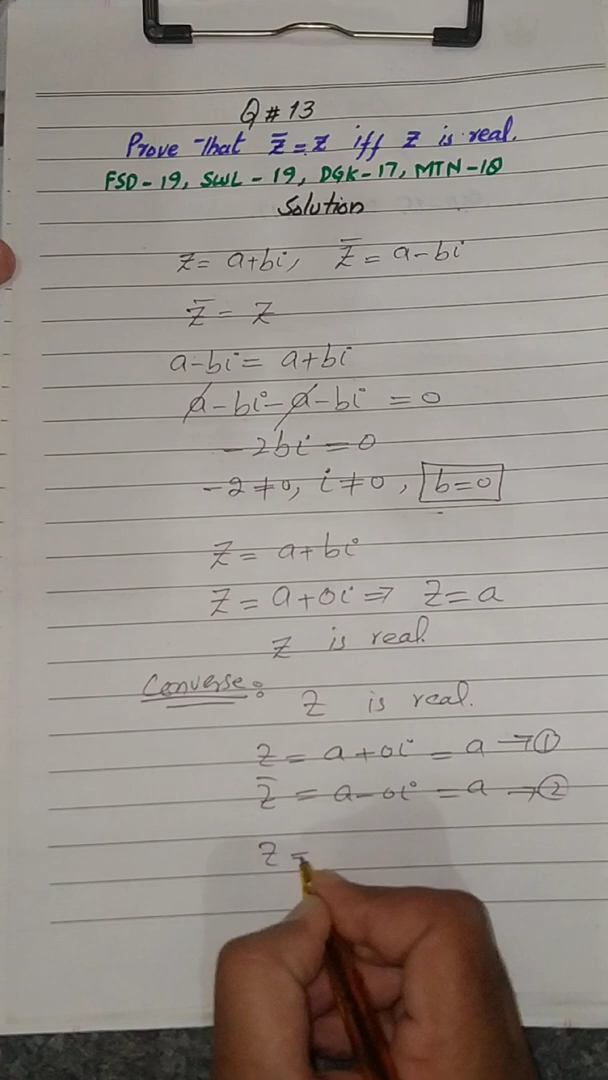 Q # 13
Prove That z̄ = z iff z is real.
FSD-19, SWL-19, DGK-17, MTN-18
Solution
z = a+bi, z̄ = a-bi
z̄ = z
a-bi = a+bi
a-bi-a-bi = 0
-2bi = 0
-2≠0, i≠0, b=0
z = a+bi
z = a+0i ⇒ z = a
z is real.
Converse:
z is real.
z = a+0i = a → ①
z̄ = a-0i = a → ②
z =